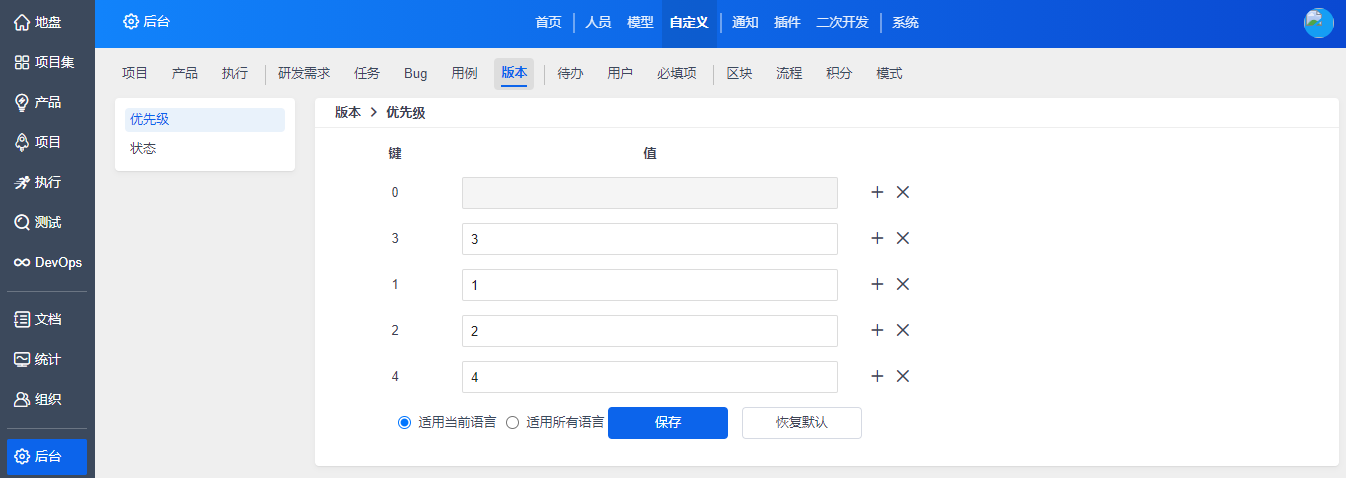 地盘
项目集
产品
项目
执行
测试
DevOps
文档
统计
组织
后台
后台 首页 人员 模型 自定义 通知 插件 二次开发 系统
项目 产品 执行 研发需求 任务 Bug 用例 版本 待办 用户 必填项 区块 流程 积分 模式
优先级
状态
版本 > 优先级
键 值
0
3 3
1 1
2 2
4 4
适用当前语言 适用所有语言 保存 恢复默认